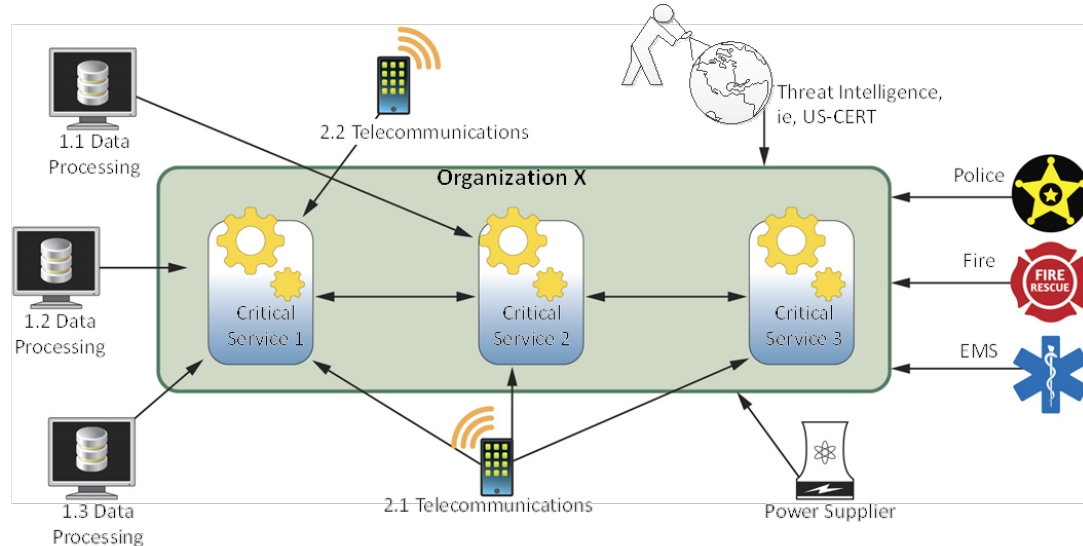 1.1 Data
Processing
2.2 Telecommunications
Threat Intelligence,
ie, US-CERT
Organization X
Police
Fire
FIRE
RESCUE
EMS
1.2 Data
Processing
Critical
Service 1
Critical
Service 2
Critical
Service 3
1.3 Data
Processing
2.1 Telecommunications
Power Supplier